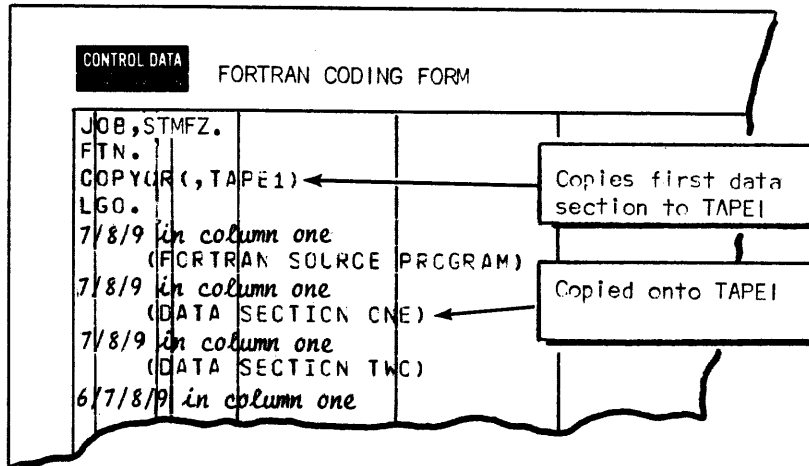 CONTROL DATA
FORTRAN CODING FORM
JOB,STMFZ.
FTN.
COPYCR(,TAPE1)
LGO.
7/8/9 in column one
(FORTRAN SOURCE PROGRAM)
7/8/9 in column one
(DATA SECTION ONE)
7/8/9 in column one
(DATA SECTION TWO)
6/7/8/9 in column one
Copies first data
section to TAPE1
Copied onto TAPE1